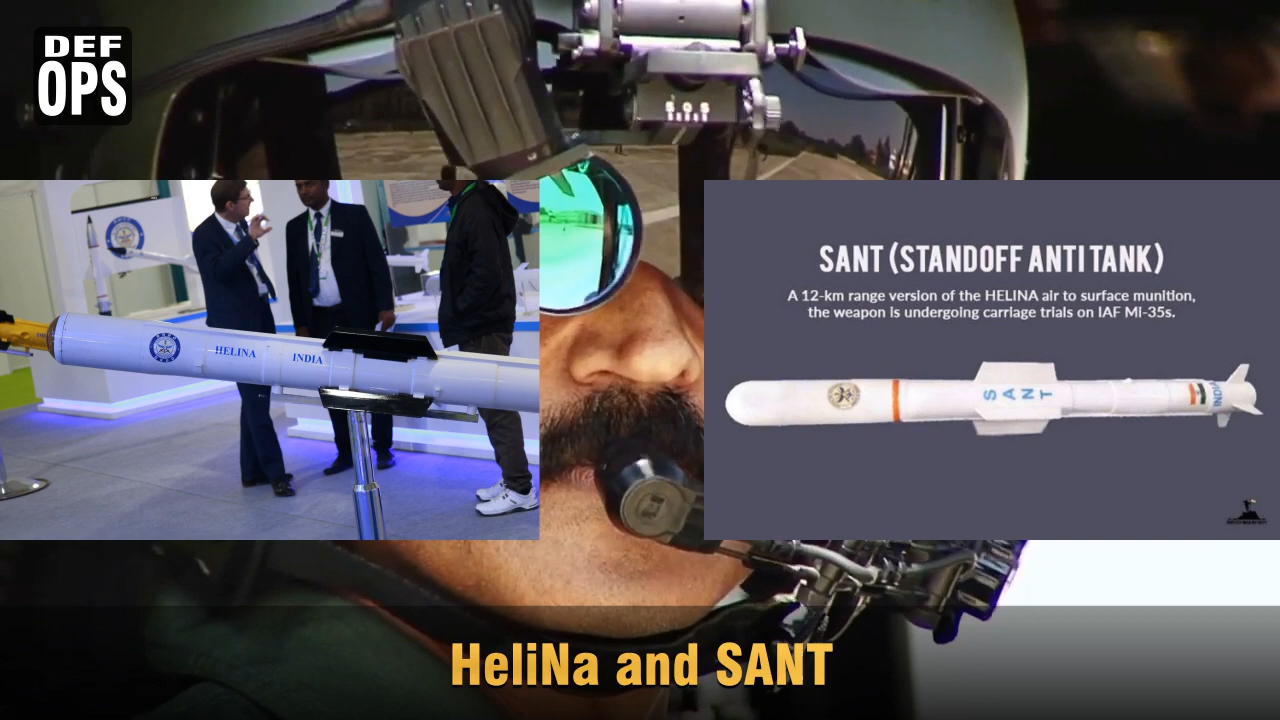 DEF
OPS
HELINA INDIA
SANT (STANDOFF ANTI TANK)
A 12-km range version of the HELINA air to surface munition,
the weapon is undergoing carriage trials on IAF MI-35s.
SANT
INDIA
HeliNa and SANT